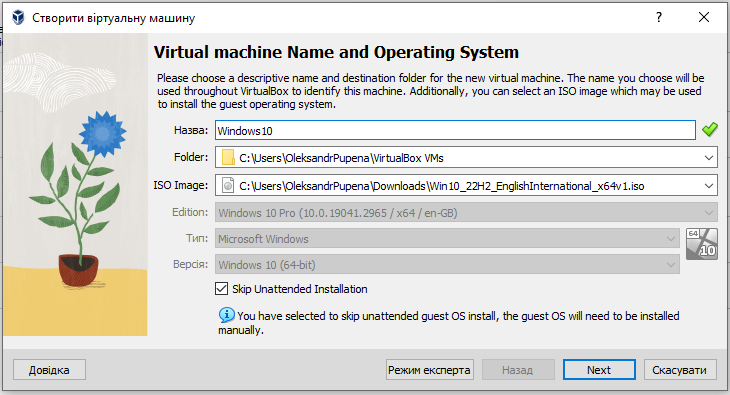 Створити віртуальну машину
Virtual machine Name and Operating System
Please choose a descriptive name and destination folder for the new virtual machine. The name you choose will be
used throughout VirtualBox to identify this machine. Additionally, you can select an ISO image which may be used
to install the guest operating system.
Назва: Windows10
Folder: C:\Users\OleksandrPupena\VirtualBox VMs
ISO Image: C:\Users\OleksandrPupena\Downloads\Win10_22H2_EnglishInternational_x64v1.iso
Edition: Windows 10 Pro (10.0.19041.2965 / x64 / en-GB)
Тип: Microsoft Windows
64
10
Версія: Windows 10 (64-bit)
Skip Unattended Installation
You have selected to skip unattended guest OS install, the guest OS will need to be installed
manually.
Довідка Режим експерта Назад Next Скасувати